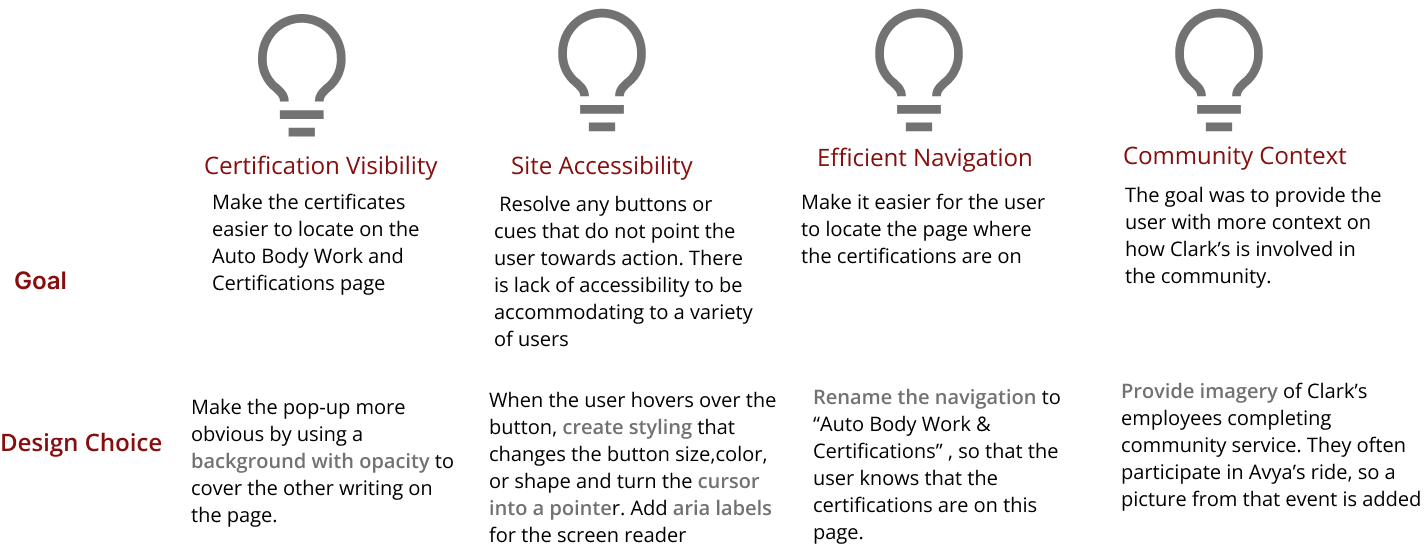 Certification Visibility
Site Accessibility
Efficient Navigation
Community Context
Goal
Make the certificates
easier to locate on the
Auto Body Work and
Certifications page
Resolve any buttons or
cues that do not point the
user towards action. There
is lack of accessibility to be
accommodating to a variety
of users
Make it easier for the user
to locate the page where
the certifications are on
The goal was to provide the
user with more context on
how Clark’s is involved in
the community.
Design Choice
Make the pop-up more
obvious by using a
background with opacity to
cover the other writing on
the page.
When the user hovers over the
button, create styling that
changes the button size,color,
or shape and turn the cursor
into a pointer. Add aria labels
for the screen reader
Rename the navigation to
“Auto Body Work &
Certifications” , so that the
user knows that the
certifications are on this
page.
Provide imagery of Clark’s
employees completing
community service. They often
participate in Avya’s ride, so a
picture from that event is added